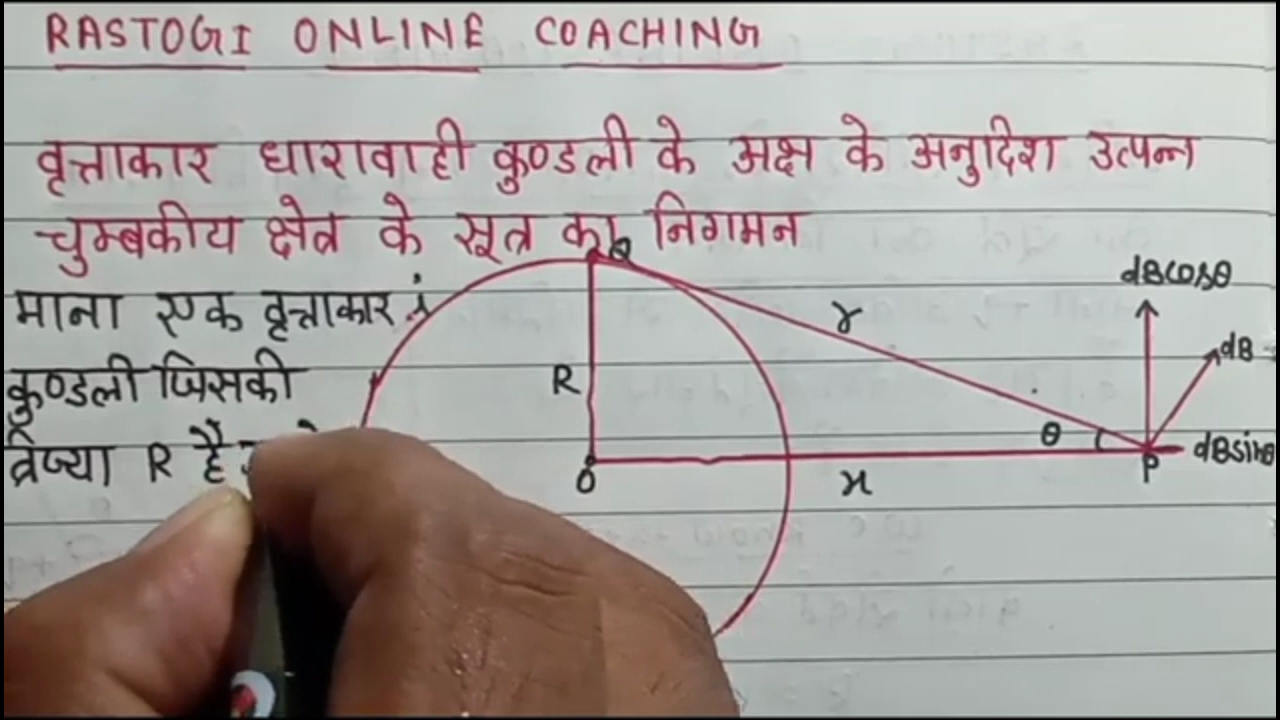 RASTOGI ONLINE COACHING
वृत्ताकार धारावाही कुण्डली के अक्ष के अनुदिश उत्पन्न
चुम्बकीय क्षेत्र के सूत्र का निगमन
माना एक वृत्ताकार
कुण्डली जिसकी
त्रिज्या R है
Q
r
R
O
x
θ
P
dBcosθ
dB
dBsinθ